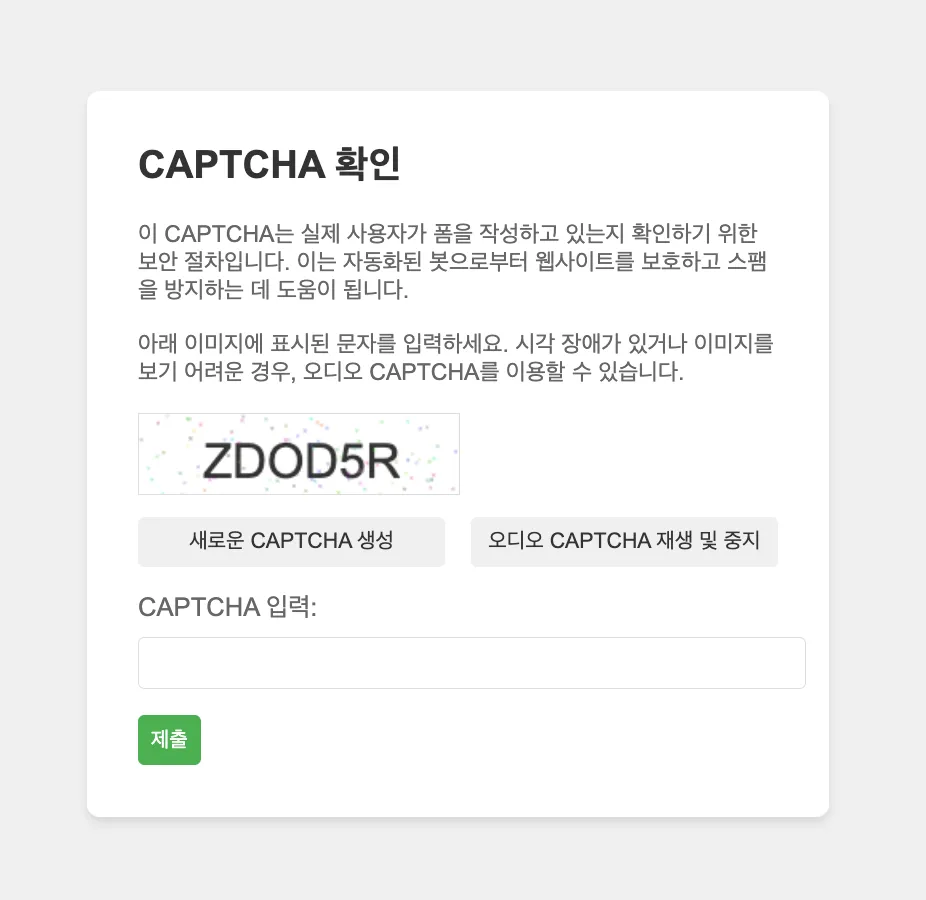 CAPTCHA 확인
이 CAPTCHA는 실제 사용자가 폼을 작성하고 있는지 확인하기 위한
보안 절차입니다. 이는 자동화된 봇으로부터 웹사이트를 보호하고 스팸
을 방지하는 데 도움이 됩니다.
아래 이미지에 표시된 문자를 입력하세요. 시각 장애가 있거나 이미지를
보기 어려운 경우, 오디오 CAPTCHA를 이용할 수 있습니다.
ZDOD5R
새로운 CAPTCHA 생성
오디오 CAPTCHA 재생 및 중지
CAPTCHA 입력:
제출